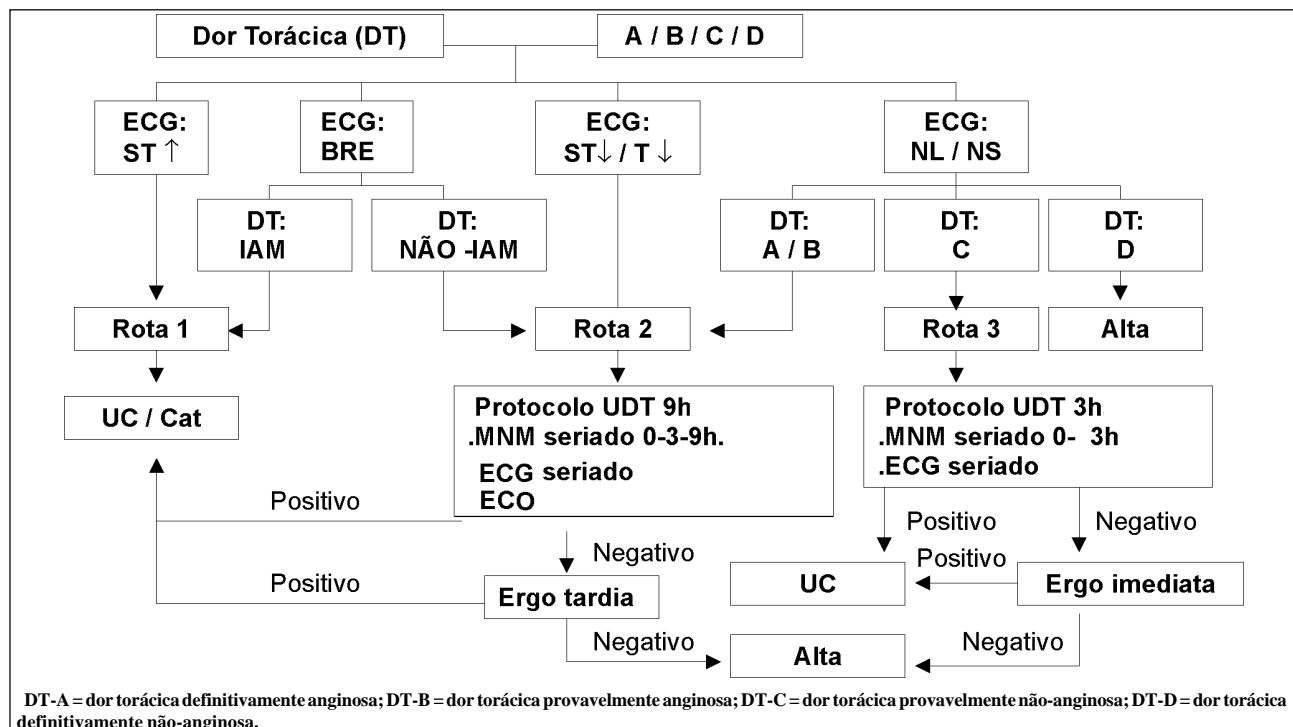 Dor Torácica (DT)
A / B / C / D
ECG:
ST ↑
ECG:
BRE
ECG:
ST↓ / T ↓
ECG:
NL / NS
DT:
IAM
DT:
NÃO -IAM
DT:
A / B
DT:
C
DT:
D
Rota 1
Rota 2
Rota 3
Alta
UC / Cat
Protocolo UDT 9h
.MNM seriado 0-3-9h.
ECG seriado
ECO
Protocolo UDT 3h
.MNM seriado 0- 3h
.ECG seriado
Positivo
Positivo
Negativo
Negativo
Positivo
Positivo
UC
Ergo imediata
Ergo tardia
Negativo
Negativo
Alta
DT-A = dor torácica definitivamente anginosa; DT-B = dor torácica provavelmente anginosa; DT-C = dor torácica provavelmente não-anginosa; DT-D = dor torácica
definitivamente não-anginosa.